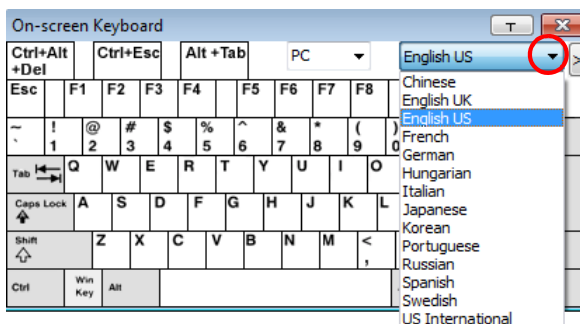 On-screen Keyboard T X
Ctrl+Alt +Del Ctrl+Esc Alt +Tab PC English US >
Esc F1 F2 F3 F4 F5 F6 F7 F8
~ ! @ # $ % ^ & * ( )
` 1 2 3 4 5 6 7 8 9 0
Tab Q W E R T Y U I O
Caps Lock A S D F G H J K L
Shift Z X C V B N M < ,
Ctrl Win Key Alt
Chinese
English UK
English US
French
German
Hungarian
Italian
Japanese
Korean
Portuguese
Russian
Spanish
Swedish
US International